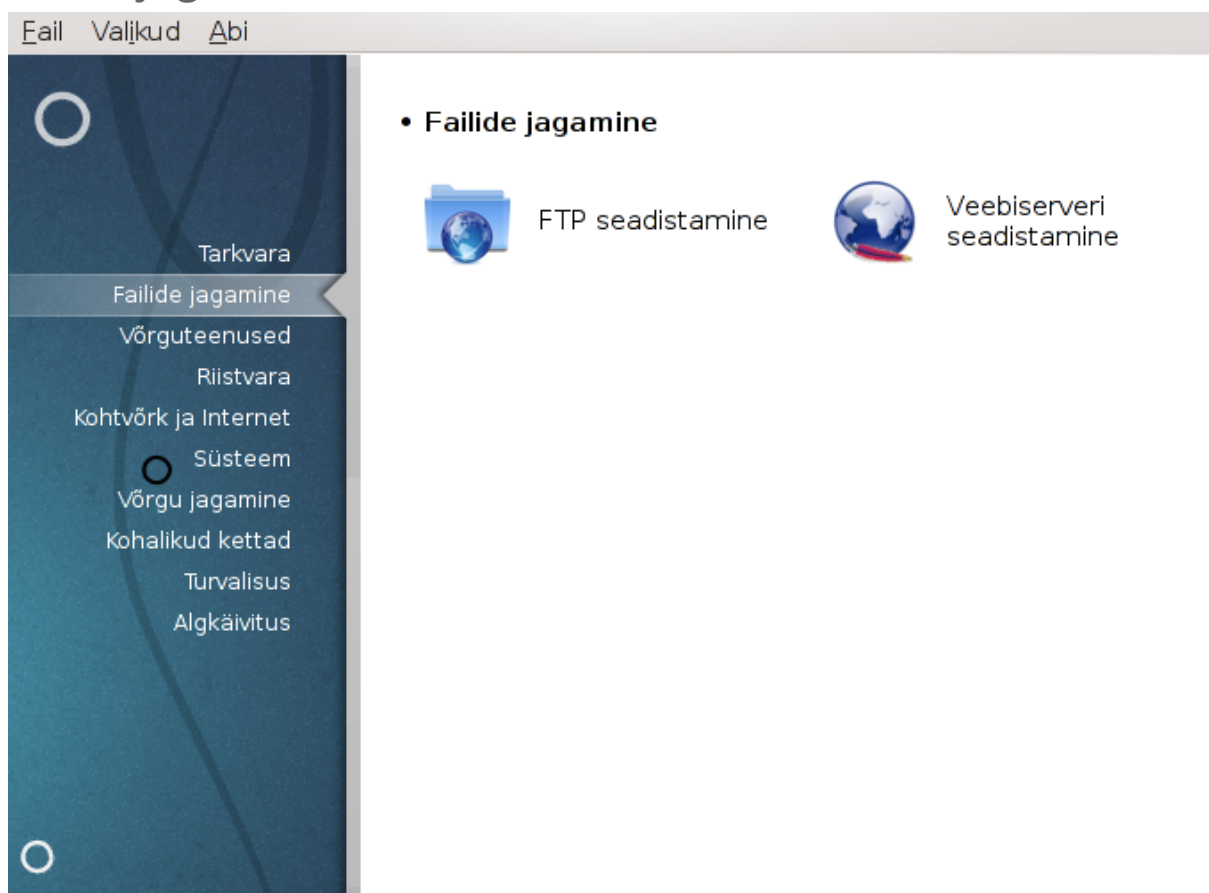 Fail Valikud Abi
Tarkvara
Failide jagamine
Võrguteenused
Riistvara
Kohtvõrk ja Internet
Süsteem
Võrgu jagamine
Kohalikud kettad
Turvalisus
Algkäivitus
• Failide jagamine
FTP seadistamine
Veebiserveri
seadistamine